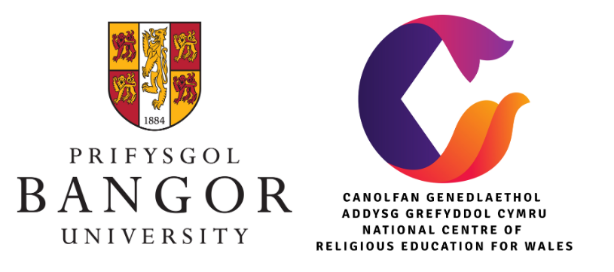 1884
PRIFYSGOL
BANGOR
UNIVERSITY
CANOLFAN GENEDLAETHOL
ADDYSG GREFYDDOL CYMRU
NATIONAL CENTRE OF
RELIGIOUS EDUCATION FOR WALES